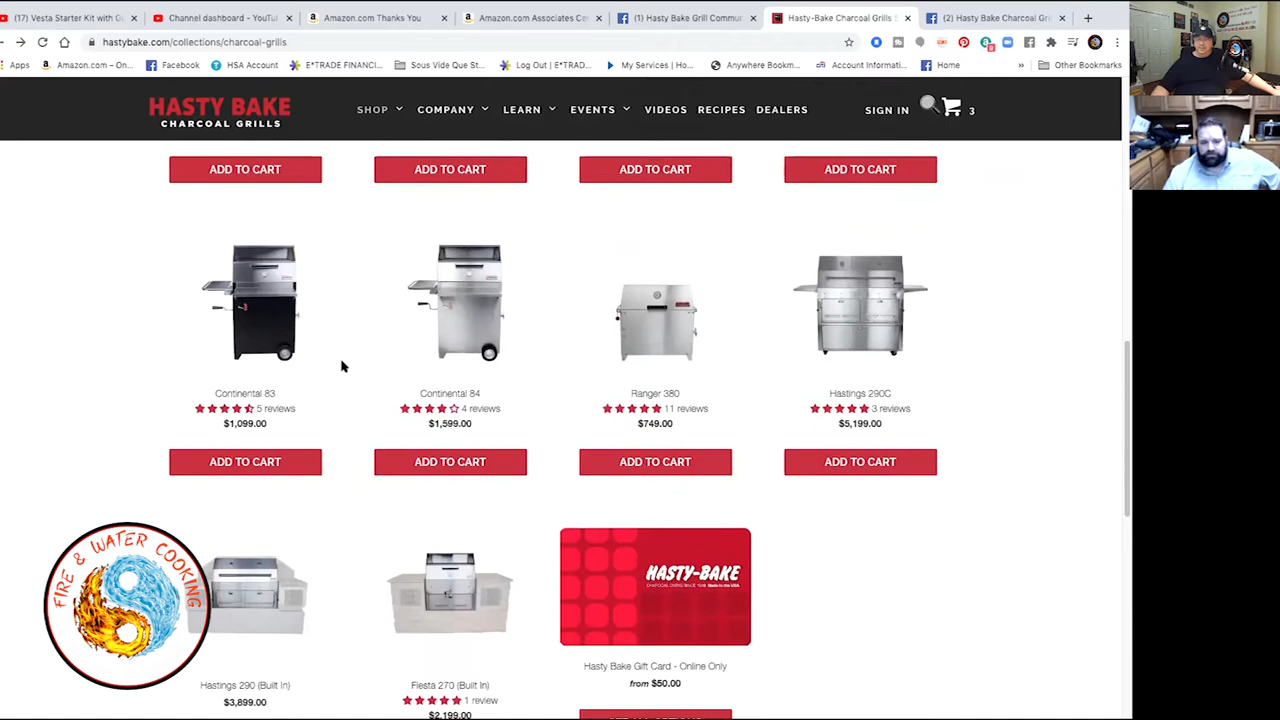 (17) Vesta Starter Kit with G
Channel dashboard - YouTu
Amazon.com Thanks You
Amazon.com Associates Ce
(1) Hasty Bake Grill Commu
Hasty-Bake Charcoal Grills S
(2) Hasty Bake Charcoal Gr
hastybake.com/collections/charcoal-grills
Apps
Amazon.com – On...
Facebook
HSA Account
E*TRADE FINANCI...
Sous Vide Que St...
Log Out | E*TRAD...
My Services | Ho...
Anywhere Bookm...
Account Informati...
Home
»
Other Bookmarks
HASTY BAKE
CHARCOAL GRILLS
SHOP
COMPANY
LEARN
EVENTS
VIDEOS
RECIPES
DEALERS
SIGN IN
3
ADD TO CART
ADD TO CART
ADD TO CART
ADD TO CART
Continental 83
5 reviews
$1,099.00
Continental 84
4 reviews
$1,599.00
Ranger 380
11 reviews
$749.00
Hastings 290C
3 reviews
$5,199.00
ADD TO CART
ADD TO CART
ADD TO CART
ADD TO CART
FIRE & WATER COOKING
HASTY-BAKE
Hastings 290 (Built In)
$3,899.00
Fiesta 270 (Built In)
1 review
$2,199.00
Hasty Bake Gift Card - Online Only
from $50.00